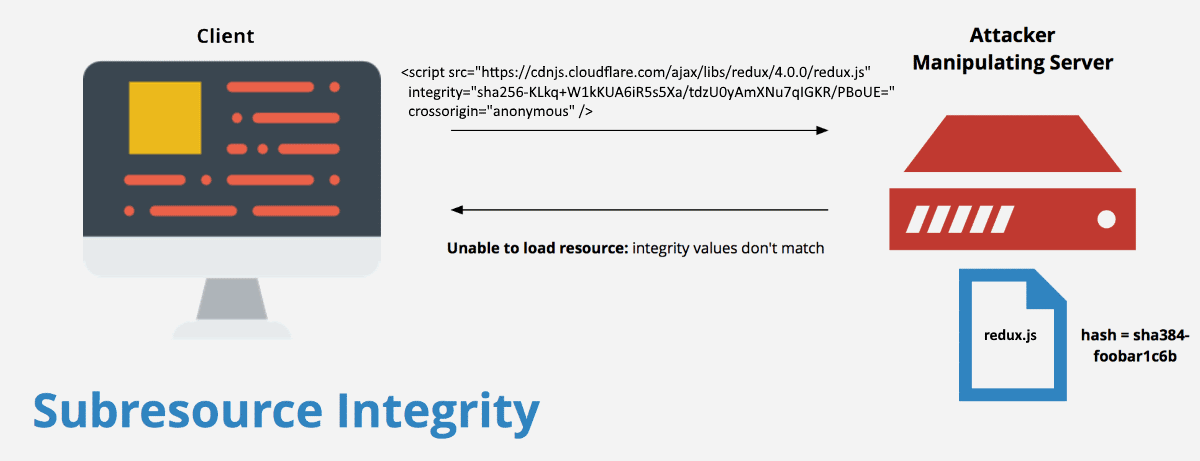 Client
Attacker
Manipulating Server
<script src="https://cdnjs.cloudflare.com/ajax/libs/redux/4.0.0/redux.js"
integrity="sha256-KLkq+W1kKUA6iR5s5Xa/tdzU0yAmXNu7qIGKR/PBoUE="
crossorigin="anonymous" />
Unable to load resource: integrity values don't match
redux.js
hash = sha384-
foobar1c6b
Subresource Integrity